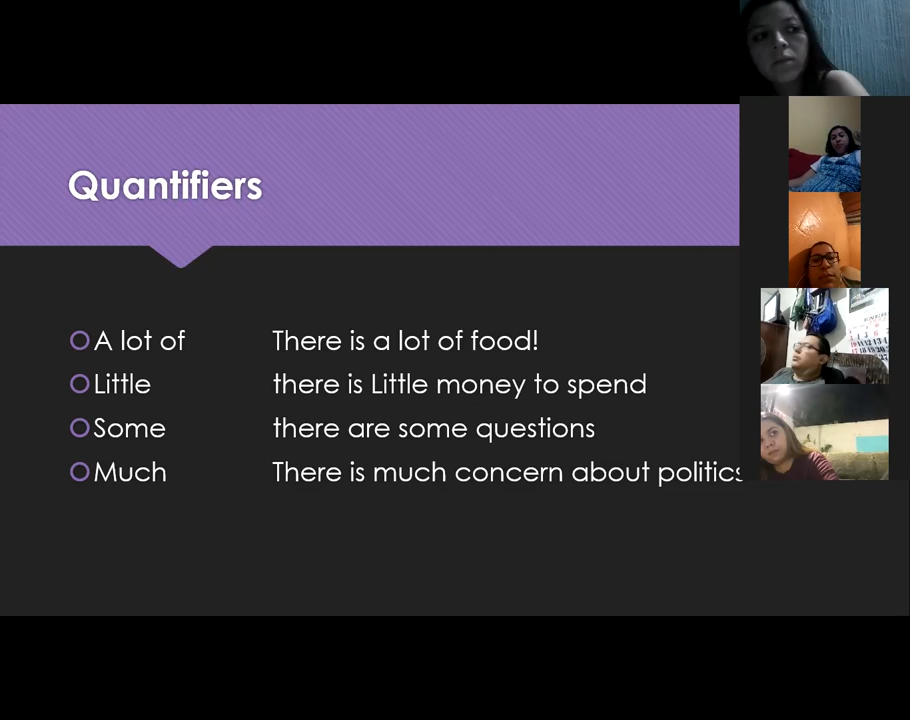 Quantifiers
A lot of There is a lot of food!
Little there is Little money to spend
Some there are some questions
Much There is much concern about politics